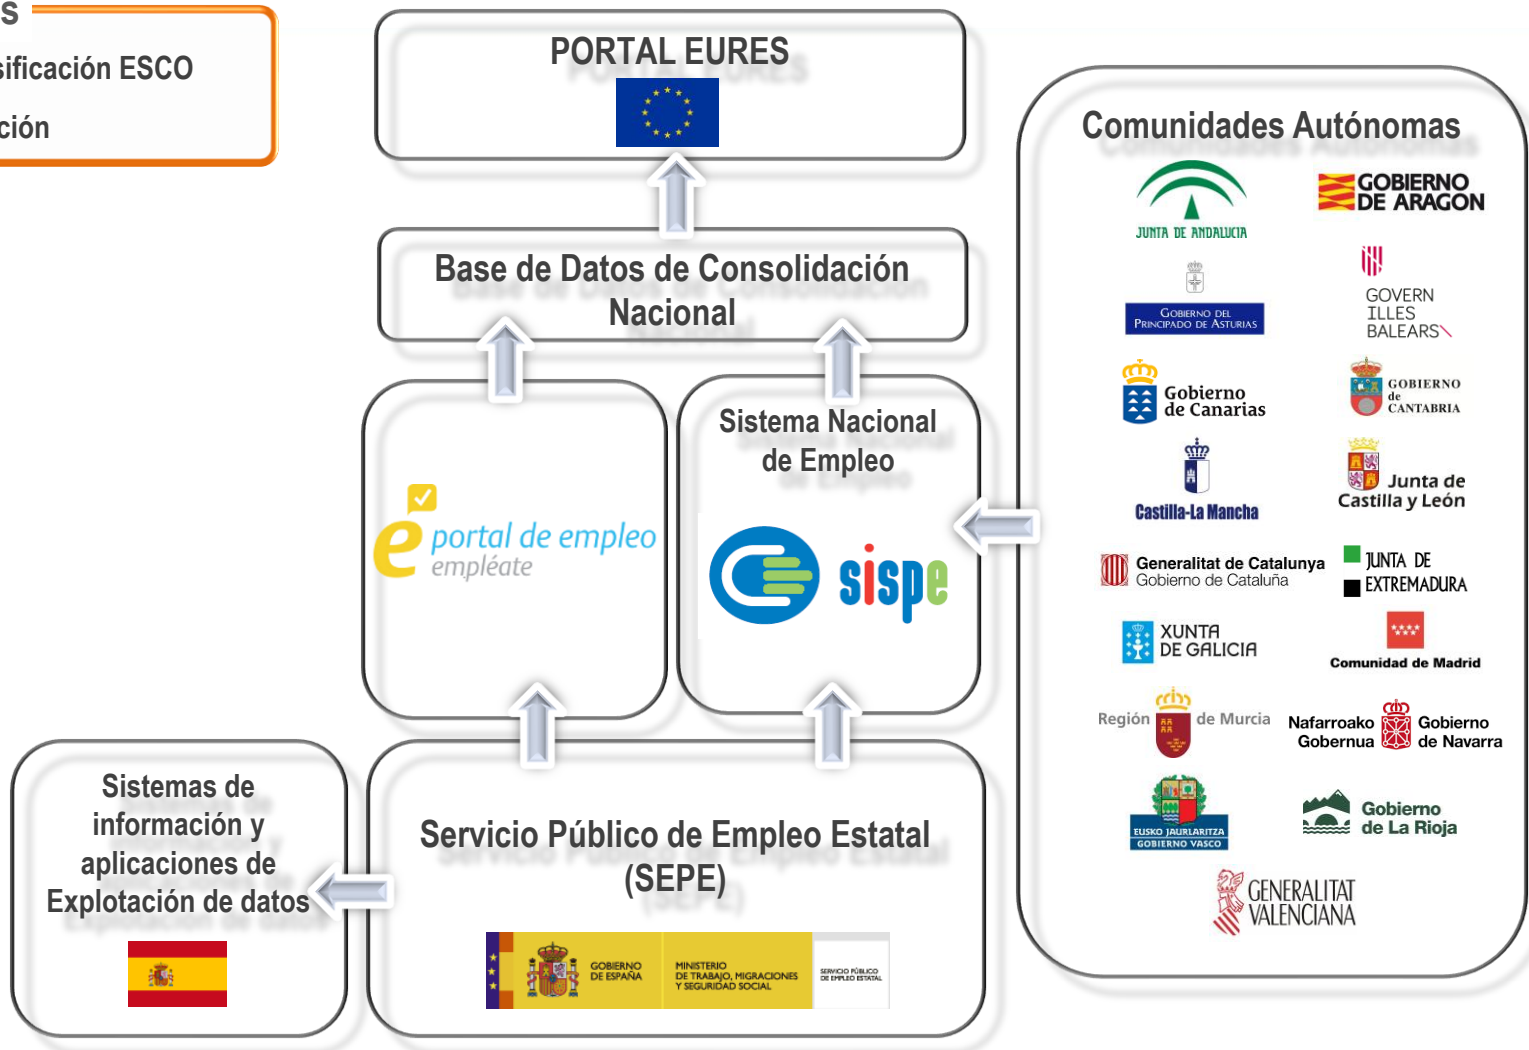 s
sificación ESCO
ción
PORTAL EURES
Base de Datos de Consolidación
Nacional
portal de empleo
empléate
Sistema Nacional
de Empleo
sispe
Sistemas de
información y
aplicaciones de
Explotación de datos
Servicio Público de Empleo Estatal
(SEPE)
GOBIERNO
DE ESPAÑA
MINISTERIO
DE TRABAJO, MIGRACIONES
Y SEGURIDAD SOCIAL
SERVICIO PÚBLICO
DE EMPLEO ESTATAL
Comunidades Autónomas
JUNTA DE ANDALUCIA
GOBIERNO
DE ARAGON
GOBIERNO DEL
PRINCIPADO DE ASTURIAS
GOVERN
ILLES
BALEARS
Gobierno
de Canarias
GOBIERNO
de
CANTABRIA
Castilla-La Mancha
Junta de
Castilla y León
Generalitat de Catalunya
Gobierno de Cataluña
JUNTA DE
EXTREMADURA
XUNTA
DE GALICIA
Comunidad de Madrid
Región de Murcia
Nafarroako
Gobernua
Gobierno
de Navarra
EUSKO JAURLARITZA
GOBIERNO VASCO
Gobierno
de La Rioja
GENERALITAT
VALENCIANA